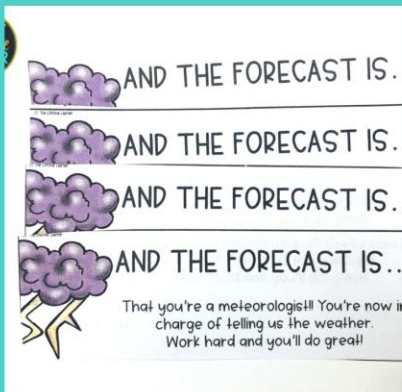 AND THE FORECAST IS..
AND THE FORECAST IS.
AND THE FORECAST IS.
AND THE FORECAST IS..
That you're a meteorologist!! You're now in
charge of telling us the weather.
Work hard and you'll do great!